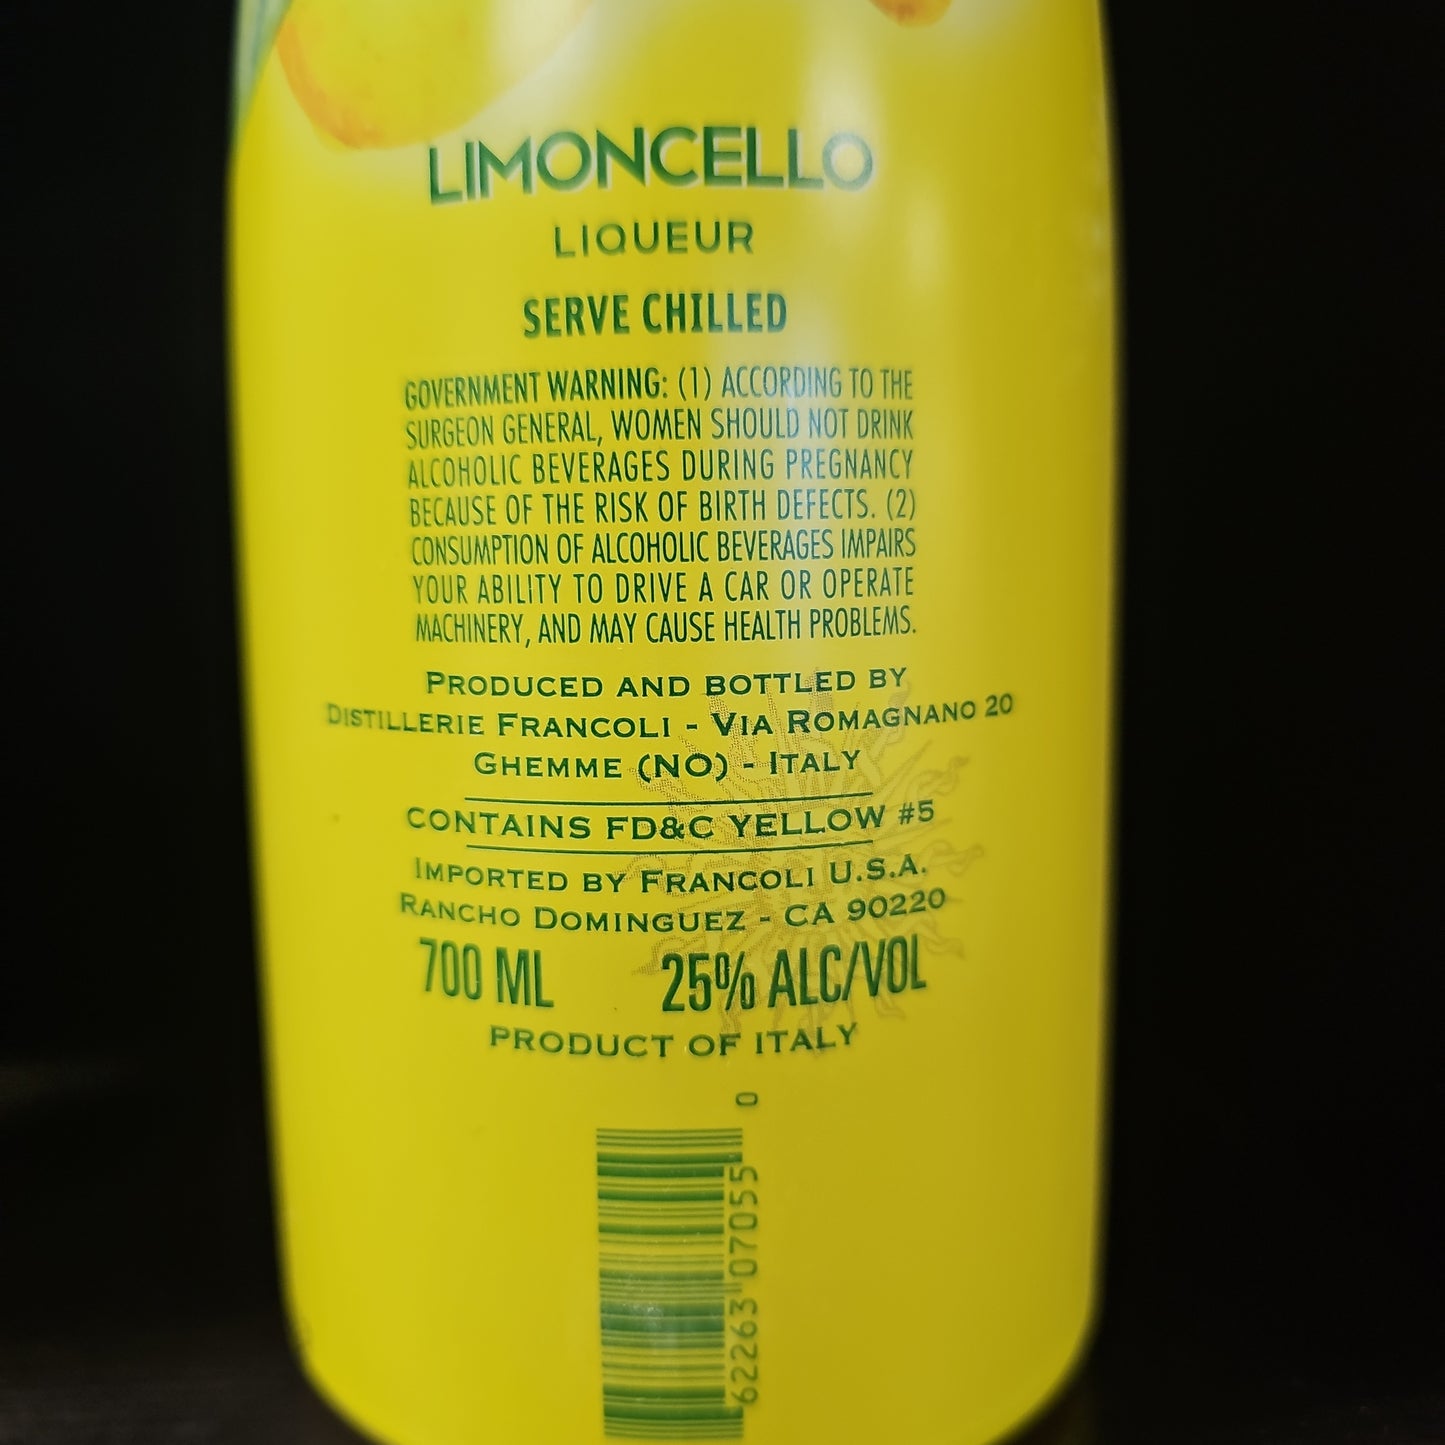 LIMONCELLO
LIQUEUR
SERVE CHILLED
GOVERNMENT WARNING: (1) ACCORDING TO THE
SURGEON GENERAL, WOMEN SHOULD NOT DRINK
ALCOHOLIC BEVERAGES DURING PREGNANCY
BECAUSE OF THE RISK OF BIRTH DEFECTS. (2)
CONSUMPTION OF ALCOHOLIC BEVERAGES IMPAIRS
YOUR ABILITY TO DRIVE A CAR OR OPERATE
MACHINERY, AND MAY CAUSE HEALTH PROBLEMS.
PRODUCED AND BOTTLED BY
DISTILLERIE FRANCOLI - VIA ROMAGNANO 20
GHEMME (NO) - ITALY
CONTAINS FD&C YELLOW #5
IMPORTED BY FRANCOLI U.S.A.
RANCHO DOMINGUEZ - CA 90220
700 ML 25% ALC/VOL
PRODUCT OF ITALY
62263 07055 0